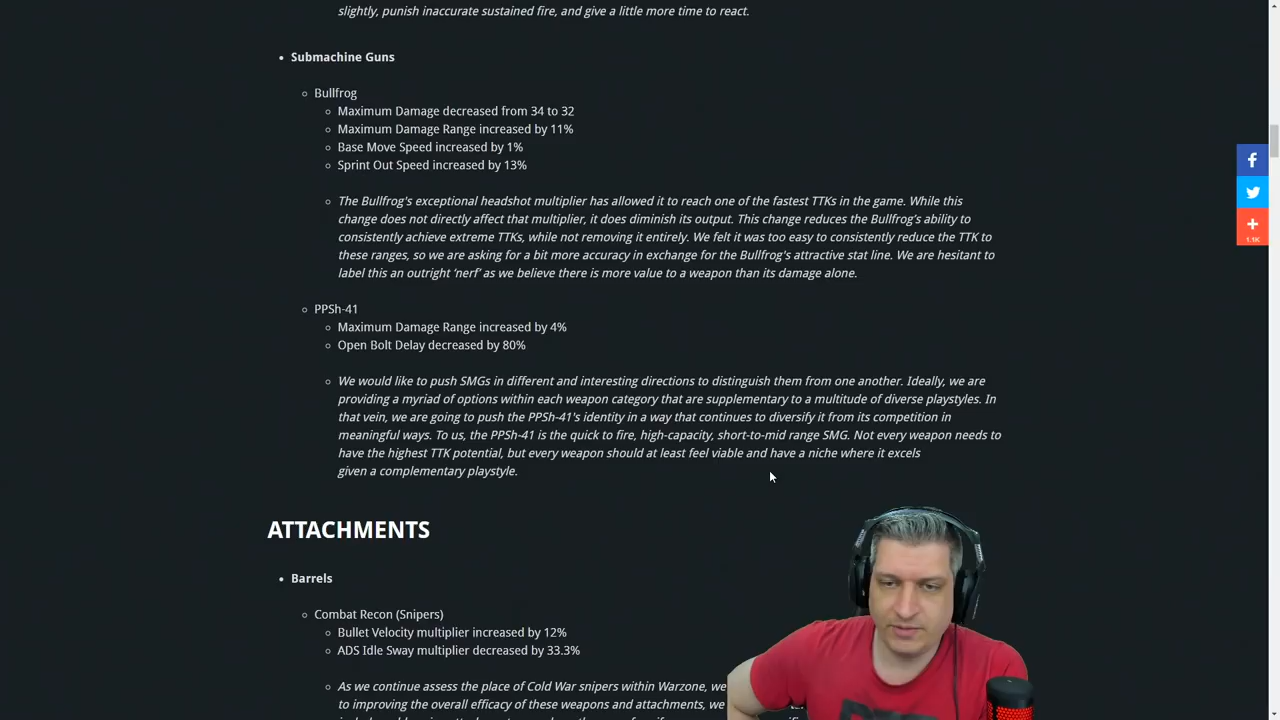 slightly, punish inaccurate sustained fire, and give a little more time to react.
Submachine Guns
Bullfrog
Maximum Damage decreased from 34 to 32
Maximum Damage Range increased by 11%
Base Move Speed increased by 1%
Sprint Out Speed increased by 13%
The Bullfrog's exceptional headshot multiplier has allowed it to reach one of the fastest TTKs in the game. While this
change does not directly affect that multiplier, it does diminish its output. This change reduces the Bullfrog's ability to
consistently achieve extreme TTKs, while not removing it entirely. We felt it was too easy to consistently reduce the TTK to
these ranges, so we are asking for a bit more accuracy in exchange for the Bullfrog's attractive stat line. We are hesitant to
label this an outright ‘nerf’ as we believe there is more value to a weapon than its damage alone.
PPSh-41
Maximum Damage Range increased by 4%
Open Bolt Delay decreased by 80%
We would like to push SMGs in different and interesting directions to distinguish them from one another. Ideally, we are
providing a myriad of options within each weapon category that are supplementary to a multitude of diverse playstyles. In
that vein, we are going to push the PPSh-41's identity in a way that continues to diversify it from its competition in
meaningful ways. To us, the PPSh-41 is the quick to fire, high-capacity, short-to-mid range SMG. Not every weapon needs to
have the highest TTK potential, but every weapon should at least feel viable and have a niche where it excels
given a complementary playstyle.
ATTACHMENTS
Barrels
Combat Recon (Snipers)
Bullet Velocity multiplier increased by 12%
ADS Idle Sway multiplier decreased by 33.3%
As we continue assess the place of Cold War snipers within Warzone, we
to improving the overall efficacy of these weapons and attachments, we
1.1K